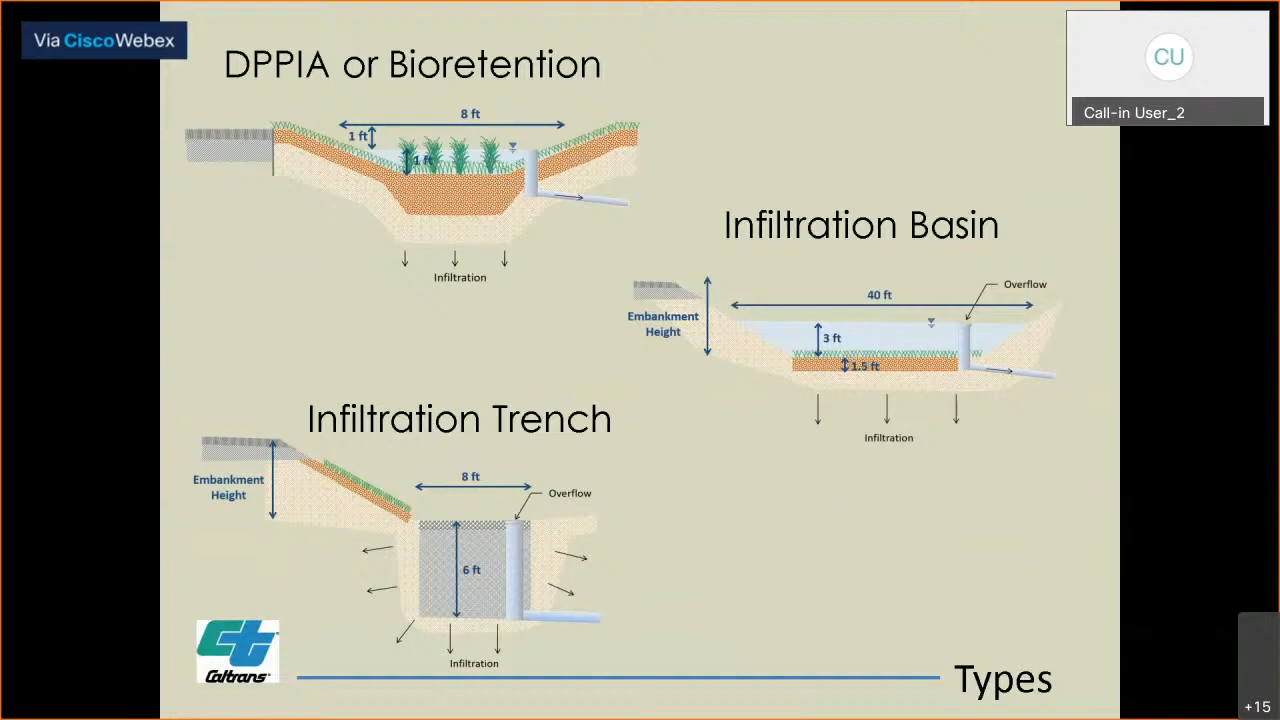 Via CiscoWebex
CU
Call-in User_2
DPPIA or Bioretention
8 ft
1 ft
1 ft
Infiltration
Infiltration Basin
Overflow
40 ft
Embankment
Height
3 ft
1.5 ft
Infiltration
Infiltration Trench
8 ft
Embankment
Height
Overflow
6 ft
Infiltration
Caltrans®
Types
+15